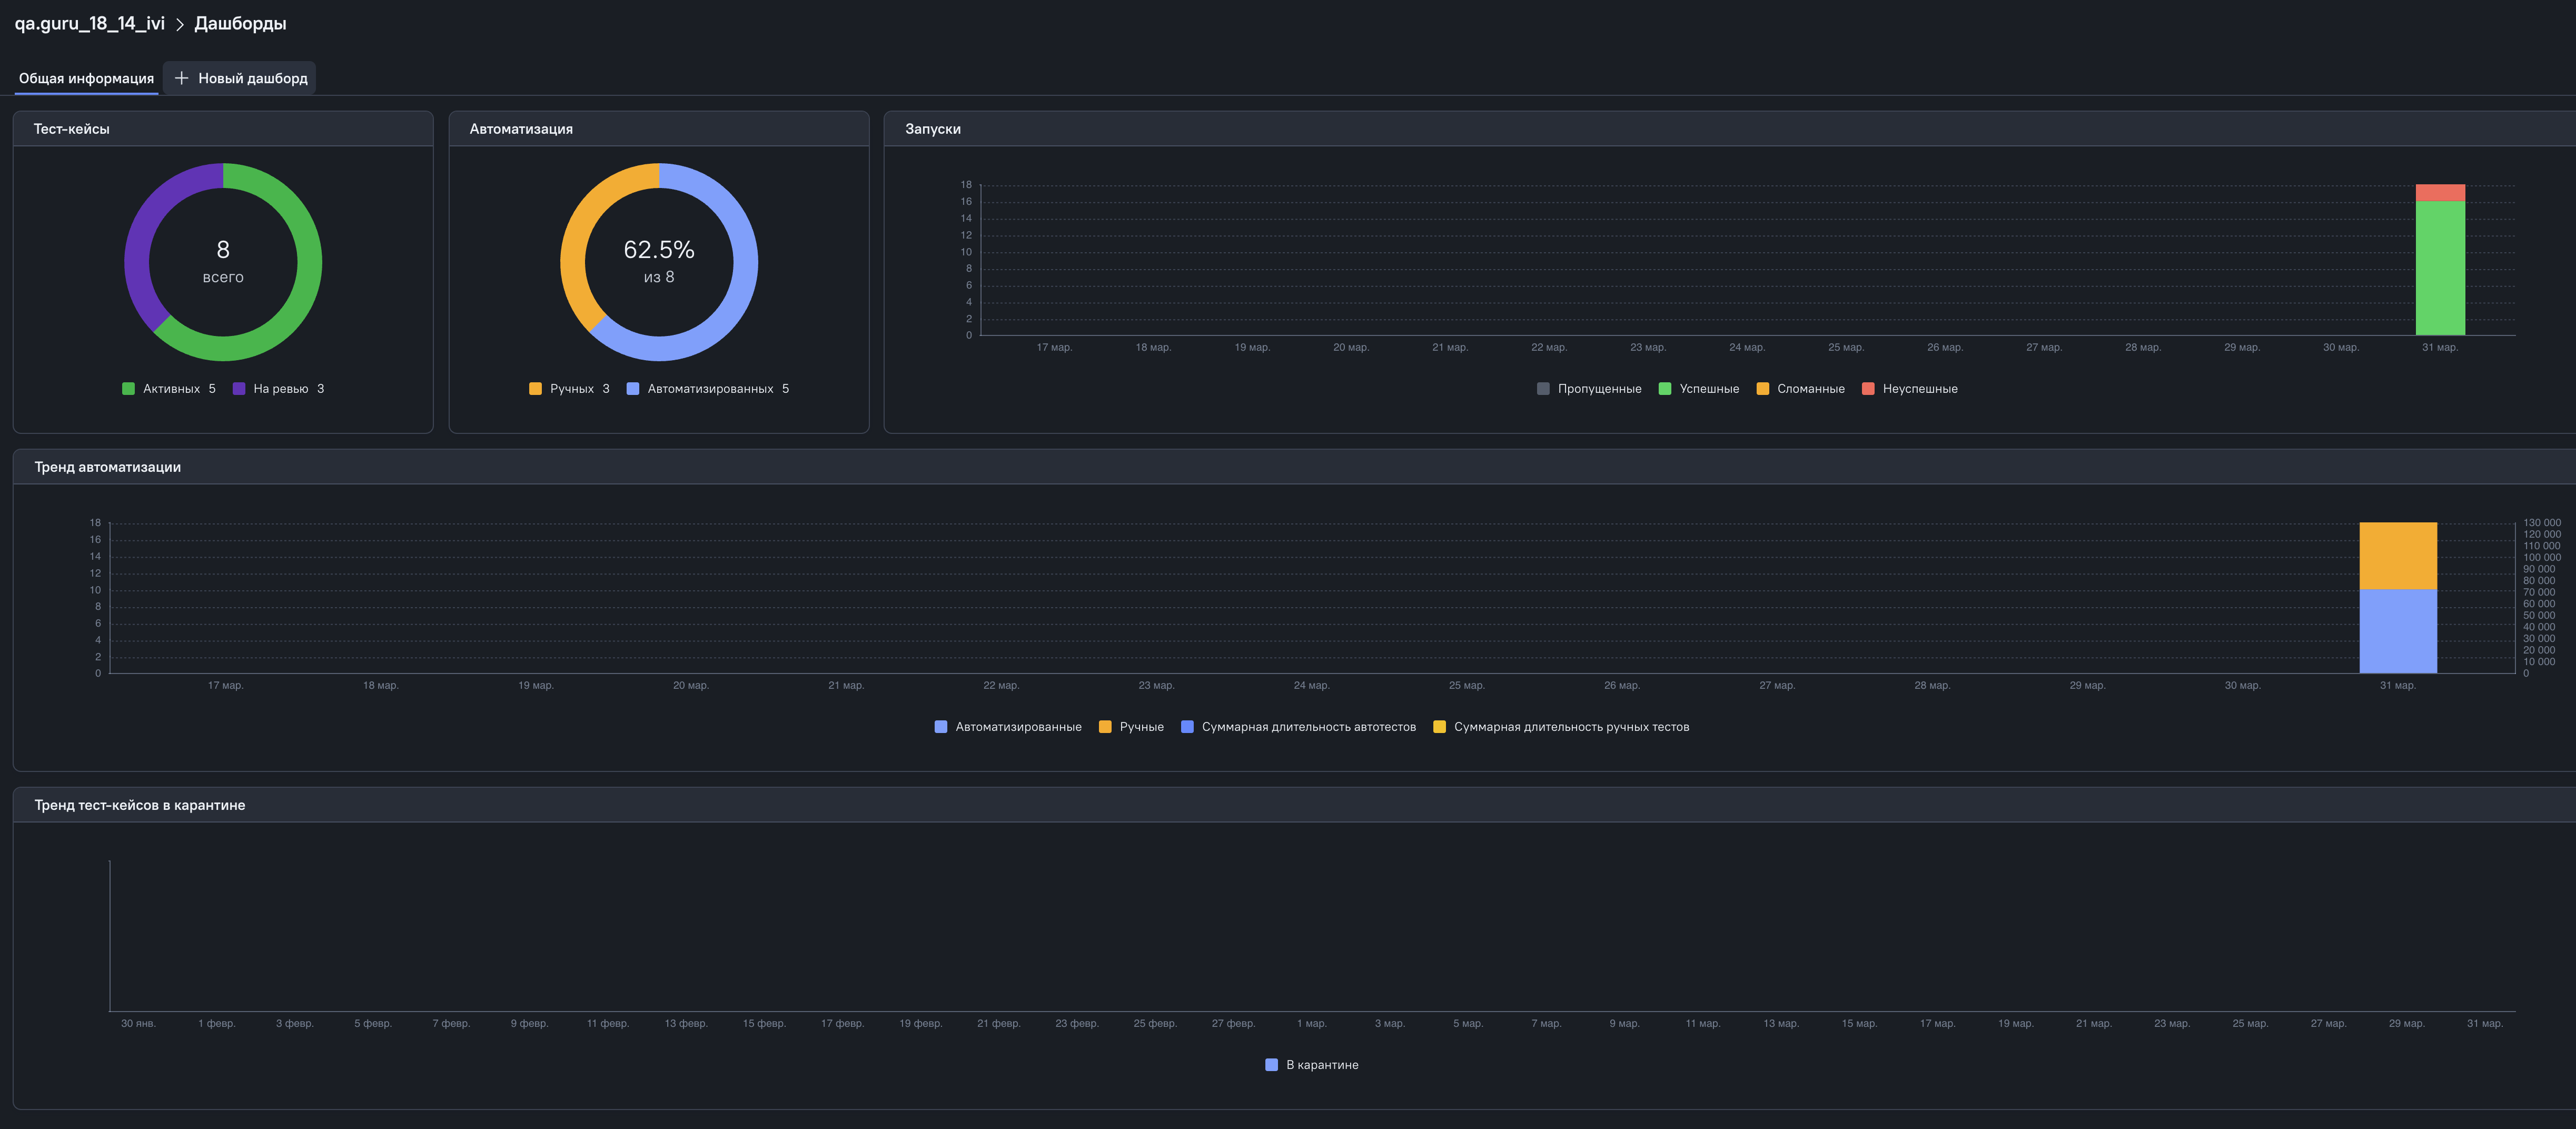 qa.guru_18_14_ivi > Дашборды
Общая информация + Новый дашборд
Тест-кейсы
8
всего
Активных 5 На ревью 3
Автоматизация
62.5%
из 8
Ручных 3 Автоматизированных 5
Запуски
18
16
14
12
10
8
6
4
2
0
17 мар. 18 мар. 19 мар. 20 мар. 21 мар. 22 мар. 23 мар. 24 мар. 25 мар. 26 мар. 27 мар. 28 мар. 29 мар. 30 мар. 31 мар.
Пропущенные Успешные Сломанные Неуспешные
Тренд автоматизации
18
16
14
12
10
8
6
4
2
0
130 000
120 000
110 000
100 000
90 000
80 000
70 000
60 000
50 000
40 000
30 000
20 000
10 000
0
17 мар. 18 мар. 19 мар. 20 мар. 21 мар. 22 мар. 23 мар. 24 мар. 25 мар. 26 мар. 27 мар. 28 мар. 29 мар. 30 мар. 31 мар.
Автоматизированные Ручные Суммарная длительность автотестов Суммарная длительность ручных тестов
Тренд тест-кейсов в карантине
30 янв. 1 февр. 3 февр. 5 февр. 7 февр. 9 февр. 11 февр. 13 февр. 15 февр. 17 февр. 19 февр. 21 февр. 23 февр. 25 февр. 27 февр. 1 мар. 3 мар. 5 мар. 7 мар. 9 мар. 11 мар. 13 мар. 15 мар. 17 мар. 19 мар. 21 мар. 23 мар. 25 мар. 27 мар. 29 мар. 31 мар.
В карантине